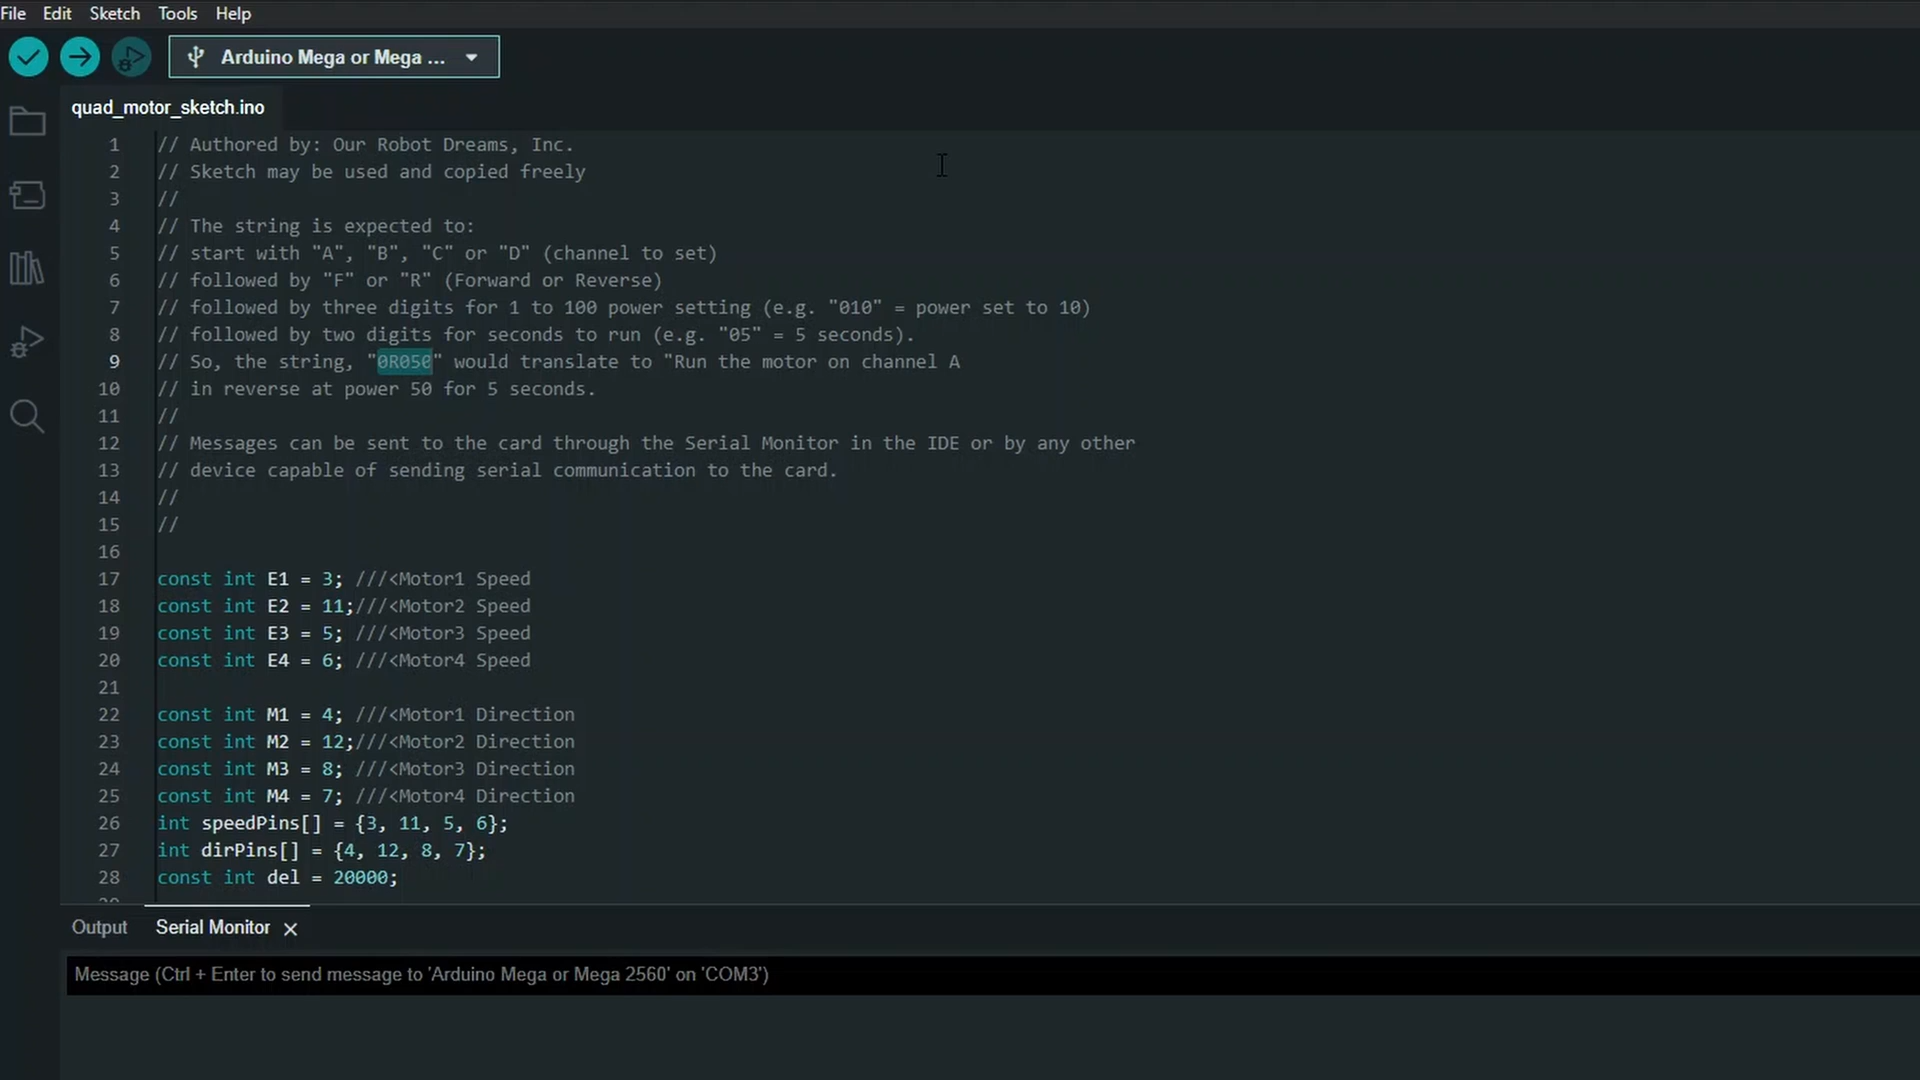 File Edit Sketch Tools Help
Arduino Mega or Mega ...
quad_motor_sketch.ino
1 // Authored by: Our Robot Dreams, Inc.
2 // Sketch may be used and copied freely
3 //
4 // The string is expected to:
5 // start with "A", "B", "C" or "D" (channel to set)
6 // followed by "F" or "R" (Forward or Reverse)
7 // followed by three digits for 1 to 100 power setting (e.g. "010" = power set to 10)
8 // followed by two digits for seconds to run (e.g. "05" = 5 seconds).
9 // So, the string, "0R050" would translate to "Run the motor on channel A
10 // in reverse at power 50 for 5 seconds.
11 //
12 // Messages can be sent to the card through the Serial Monitor in the IDE or by any other
13 // device capable of sending serial communication to the card.
14 //
15 //
16
17 const int E1 = 3; ///<Motor1 Speed
18 const int E2 = 11;///<Motor2 Speed
19 const int E3 = 5; ///<Motor3 Speed
20 const int E4 = 6; ///<Motor4 Speed
21
22 const int M1 = 4; ///<Motor1 Direction
23 const int M2 = 12;///<Motor2 Direction
24 const int M3 = 8; ///<Motor3 Direction
25 const int M4 = 7; ///<Motor4 Direction
26 int speedPins[] = {3, 11, 5, 6};
27 int dirPins[] = {4, 12, 8, 7};
28 const int del = 20000;
Output Serial Monitor
Message (Ctrl + Enter to send message to 'Arduino Mega or Mega 2560' on 'COM3')